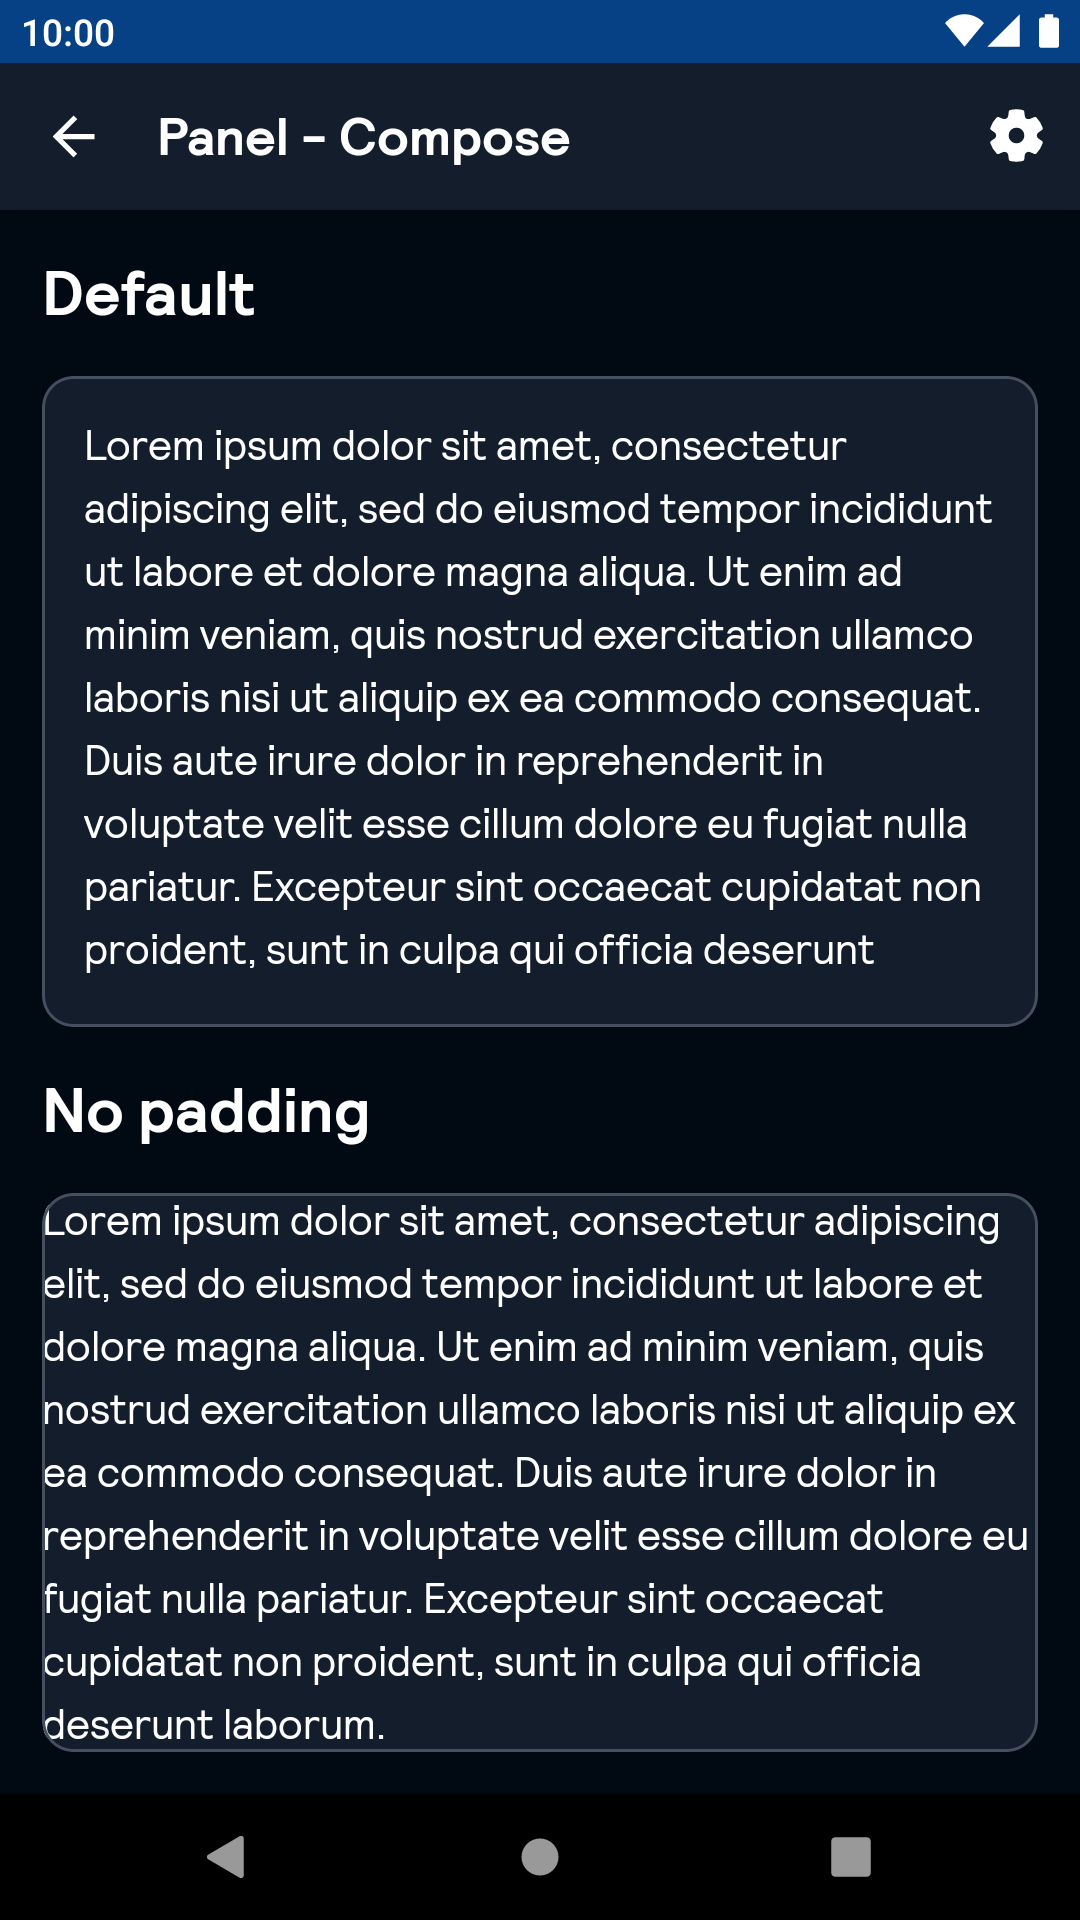 10:00
Panel - Compose
Default
Lorem ipsum dolor sit amet, consectetur
adipiscing elit, sed do eiusmod tempor incididunt
ut labore et dolore magna aliqua. Ut enim ad
minim veniam, quis nostrud exercitation ullamco
laboris nisi ut aliquip ex ea commodo consequat.
Duis aute irure dolor in reprehenderit in
voluptate velit esse cillum dolore eu fugiat nulla
pariatur. Excepteur sint occaecat cupidatat non
proident, sunt in culpa qui officia deserunt
No padding
Lorem ipsum dolor sit amet, consectetur adipiscing
elit, sed do eiusmod tempor incididunt ut labore et
dolore magna aliqua. Ut enim ad minim veniam, quis
nostrud exercitation ullamco laboris nisi ut aliquip ex
ea commodo consequat. Duis aute irure dolor in
reprehenderit in voluptate velit esse cillum dolore eu
fugiat nulla pariatur. Excepteur sint occaecat
cupidatat non proident, sunt in culpa qui officia
deserunt laborum.